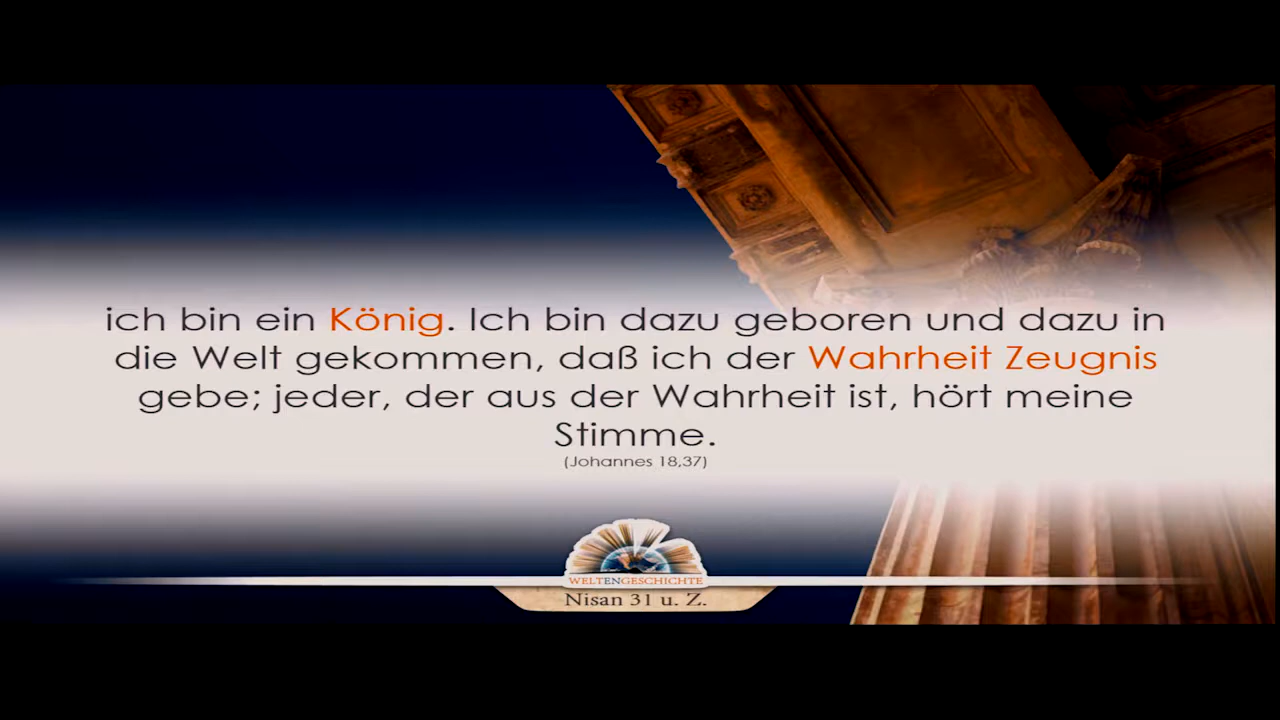 ich bin ein König. Ich bin dazu geboren und dazu in
die Welt gekommen, daß ich der Wahrheit Zeugnis
gebe; jeder, der aus der Wahrheit ist, hört meine
Stimme.
(Johannes 18,37)
WELTENGESCHICHTE
Nisan 31 u. Z.